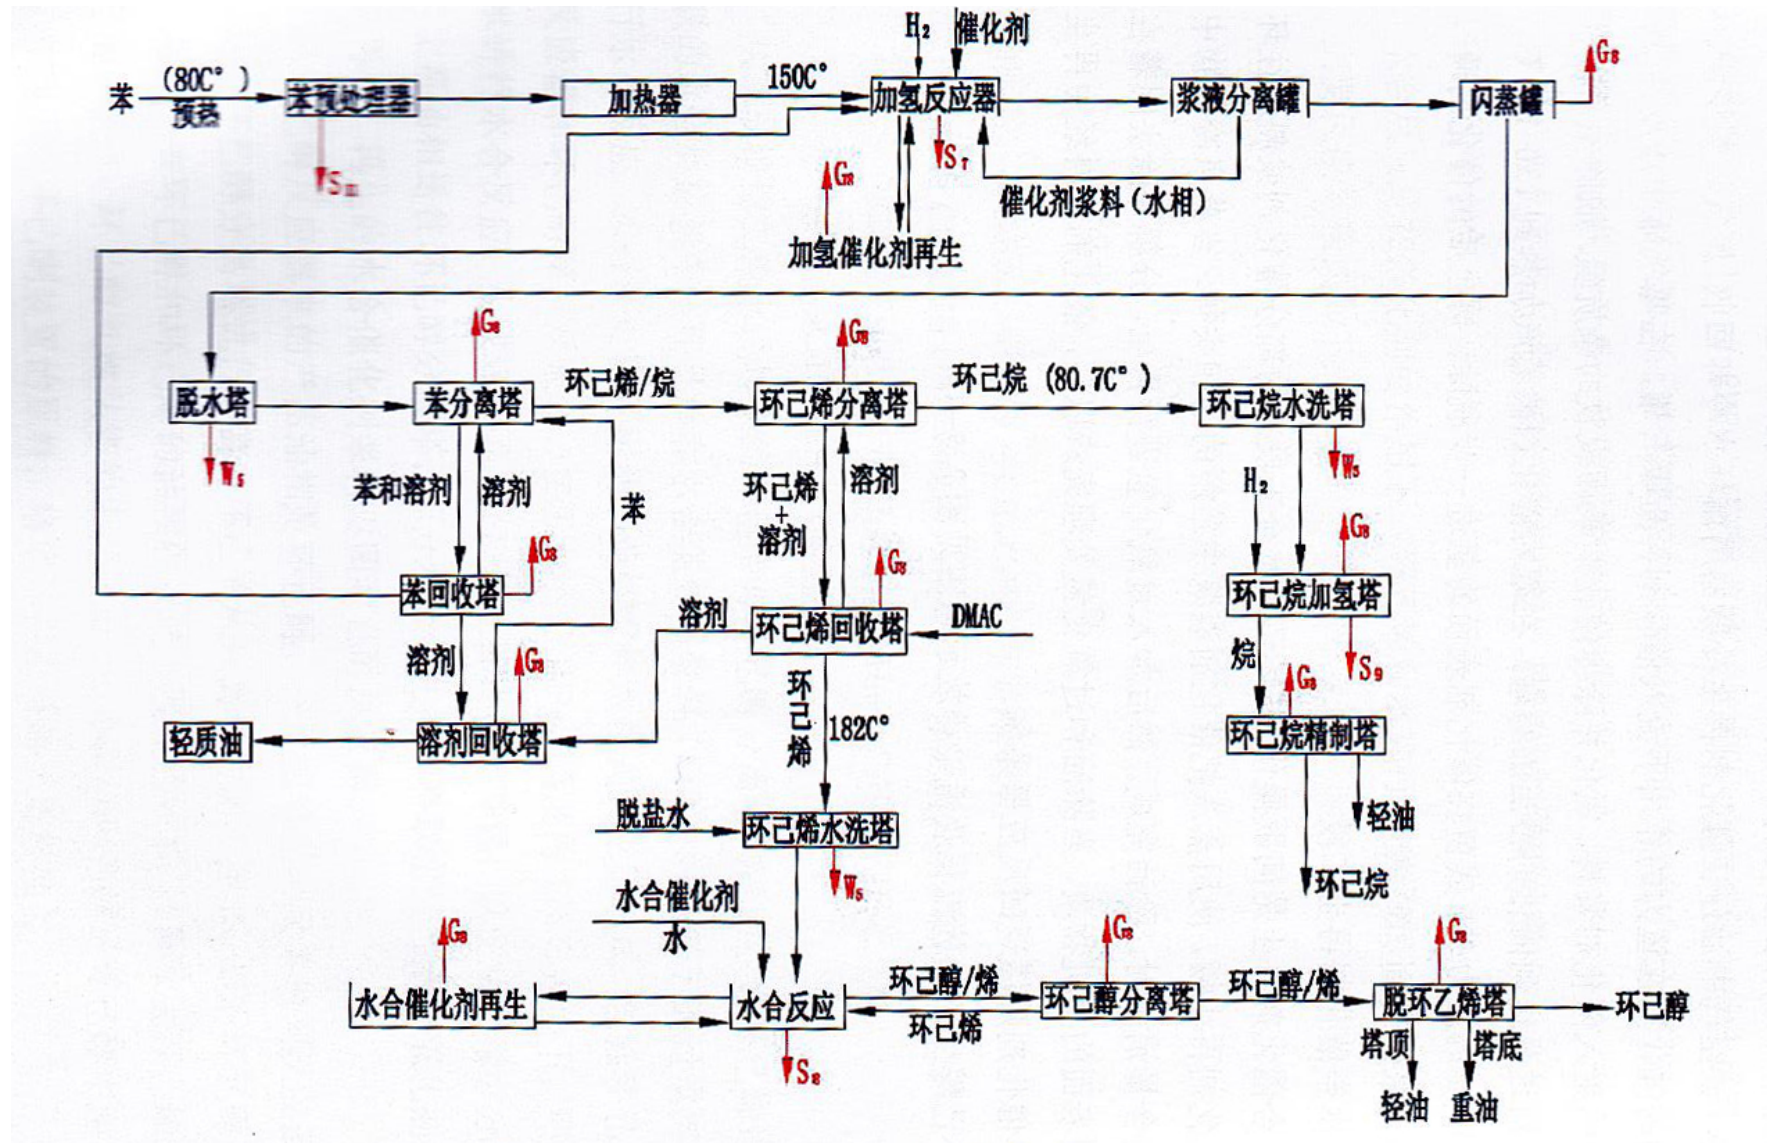 H₂ 催化剂
苯 (80C°) 预热
苯预处理器
加热器
150C°
加氢反应器
浆液分离罐
闪蒸罐
G₈
S₇
G₈
催化剂浆料(水相)
加氢催化剂再生
G₈
G₈
脱水塔
苯分离塔
环己烯/烷
环己烯分离塔
环己烷 (80.7C°)
环己烷水洗塔
W₅
苯和溶剂
溶剂
苯
环己烯
+
溶剂
溶剂
H₂
W₅
G₈
G₈
G₈
苯回收塔
环己烷加氢塔
溶剂
溶剂
环己烯回收塔
DMAC
烷
S₉
G₈
G₈
轻质油
溶剂回收塔
环己烯
182C°
环己烷精制塔
脱盐水
环己烯水洗塔
轻油
W₅
环己烷
水合催化剂
水
G₈
G₈
G₈
水合催化剂再生
水合反应
环己醇/烯
环己烯
环己醇分离塔
环己醇/烯
脱环乙烯塔
环己醇
塔顶
塔底
S₈
轻油
重油